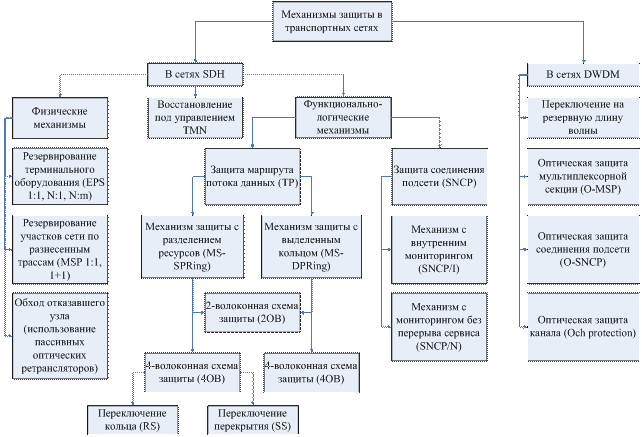 Механизмы защиты в
транспортных сетях
В сетях SDH
В сетях DWDM
Физические
механизмы
Восстановление
под управлением
TMN
Функционально-
логические
механизмы
Переключение на
резервную длину
волны
Резервирование
терминального
оборудования (EPS
1:1, N:1, N:m)
Защита маршрута
потока данных (TP)
Защита соединения
подсети (SNCP)
Оптическая защита
мультиплексорной
секции (O-MSP)
Резервирование
участков сети по
разнесенным
трассам (MSP 1:1,
1+1)
Механизм защиты с
разделением
ресурсов (MS-
SPRing)
Механизм защиты с
выделенным
кольцом (MS-
DPRing)
Механизм с
внутренним
мониторингом
(SNCP/I)
Оптическая защита
соединения подсети
(O-SNCP)
Обход отказавшего
узла
(использование
пассивных
оптических
ретрансляторов)
2-волоконная схема
защиты (2ОВ)
Механизм с
мониторингом без
перерыва сервиса
(SNCP/N)
Оптическая защита
канала (Och protection)
4-волоконная схема
защиты (4ОВ)
4-волоконная схема
защиты (4ОВ)
Переключение
кольца (RS)
Переключение
перекрытия (SS)